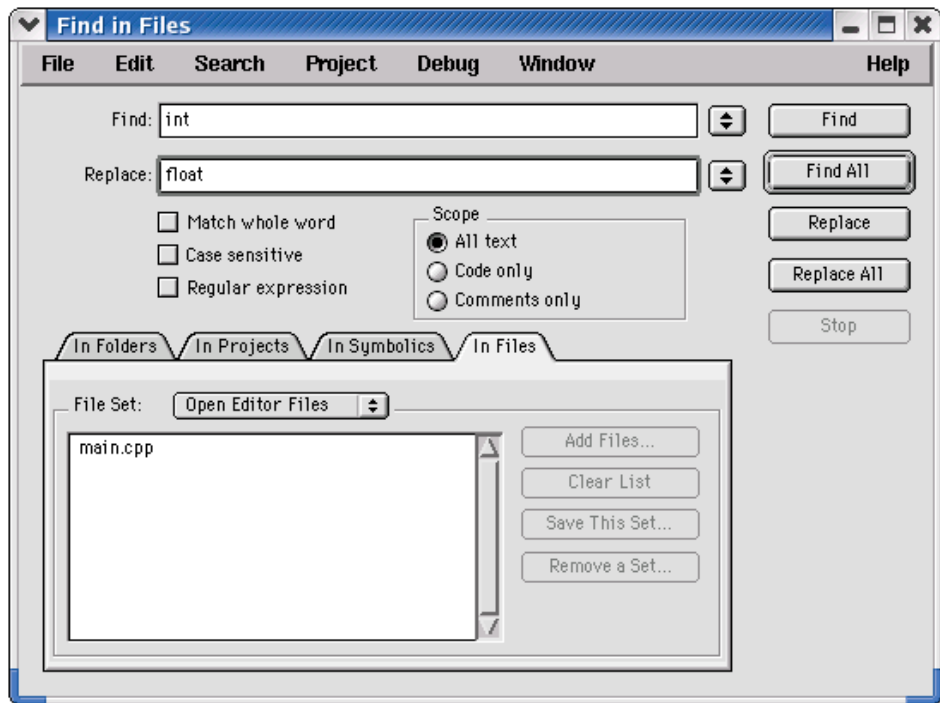 Find in Files
File Edit Search Project Debug Window Help
Find: int Find
Replace: float Find All
Match whole word
Case sensitive
Regular expression
Scope
All text
Code only
Comments only
Replace
Replace All
Stop
In Folders In Projects In Symbolics In Files
File Set: Open Editor Files
main.cpp
Add Files...
Clear List
Save This Set...
Remove a Set...